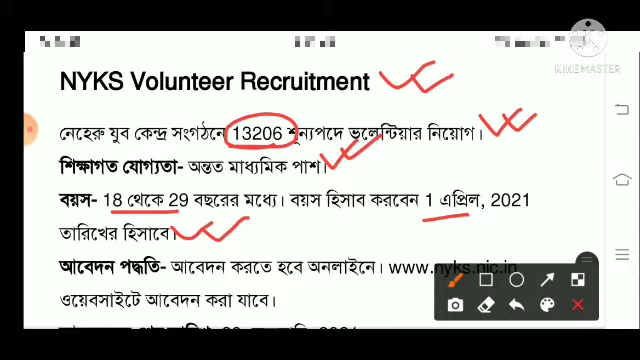 KINE MASTER
NYKS Volunteer Recruitment
নেহেরু যুব কেন্দ্র সংগঠনে 13206 শূন্যপদে ভলেন্টিয়ার নিয়োগ।
শিক্ষাগত যোগ্যতা- অন্তত মাধ্যমিক পাশ।
বয়স- 18 থেকে 29 বছরের মধ্যে। বয়স হিসাব করবেন 1 এপ্রিল, 2021
তারিখের হিসাবে।
আবেদন পদ্ধতি- আবেদন করতে হবে অনলাইনে। www.nyks.nic.in
ওয়েবসাইটে আবেদন করা যাবে।